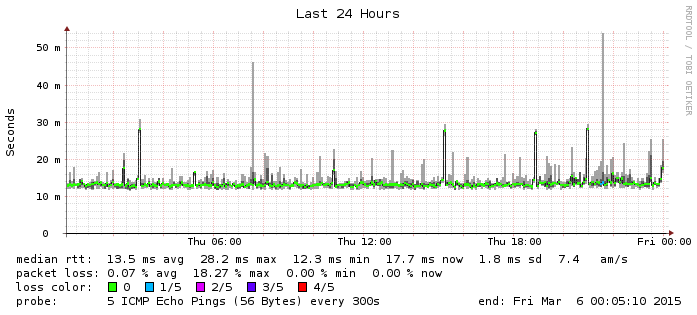 Last 24 Hours
RRDTOOL / TOBI OETIKER
Seconds
50 m
40 m
30 m
20 m
10 m
0
Thu 06:00 Thu 12:00 Thu 18:00 Fri 00:00
median rtt: 13.5 ms avg 28.2 ms max 12.3 ms min 17.7 ms now 1.8 ms sd 7.4 am/s
packet loss: 0.07 % avg 18.27 % max 0.00 % min 0.00 % now
loss color: 0 1/5 2/5 3/5 4/5
probe: 5 ICMP Echo Pings (56 Bytes) every 300s end: Fri Mar 6 00:05:10 2015